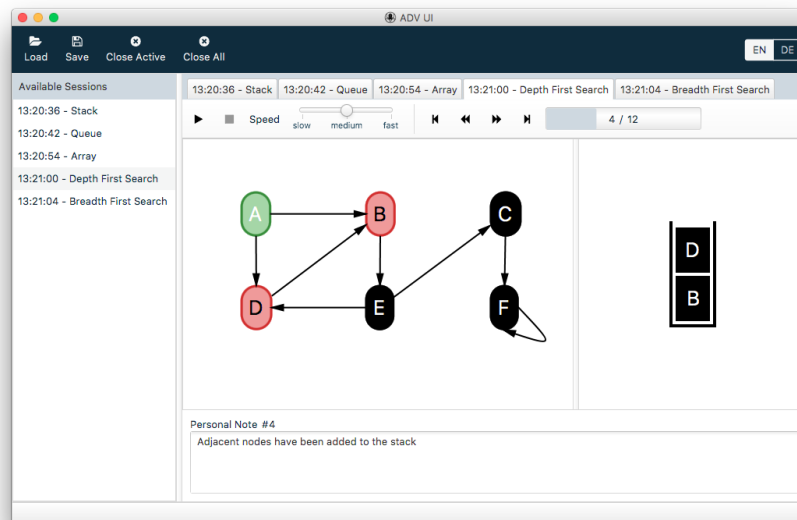 ADV UI
Load Save Close Active Close All EN DE
Available Sessions
13:20:36 - Stack
13:20:42 - Queue
13:20:54 - Array
13:21:00 - Depth First Search
13:21:04 - Breadth First Search
13:20:36 - Stack 13:20:42 - Queue 13:20:54 - Array 13:21:00 - Depth First Search 13:21:04 - Breadth First Search
Speed slow medium fast 4 / 12
A B C
D E F
D
B
Personal Note #4
Adjacent nodes have been added to the stack